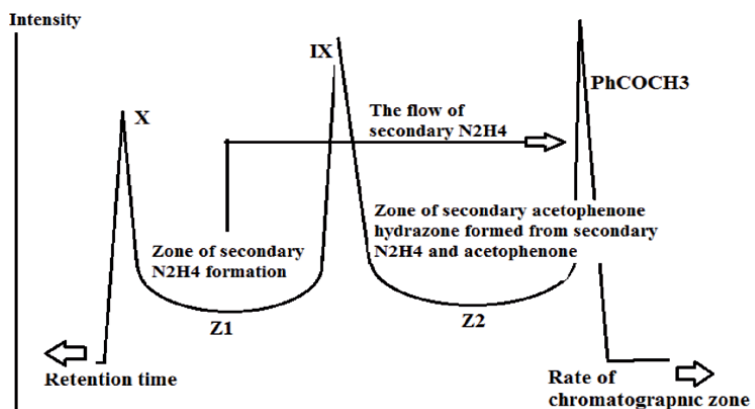 Intensity
IX
PhCOCH3
X
The flow of
secondary N2H4
Zone of secondary
N2H4 formation
Zone of secondary acetophenone
hydrazone formed from secondary
N2H4 and acetophenone
Z1
Z2
Retention time
Rate of
chromatographic zone